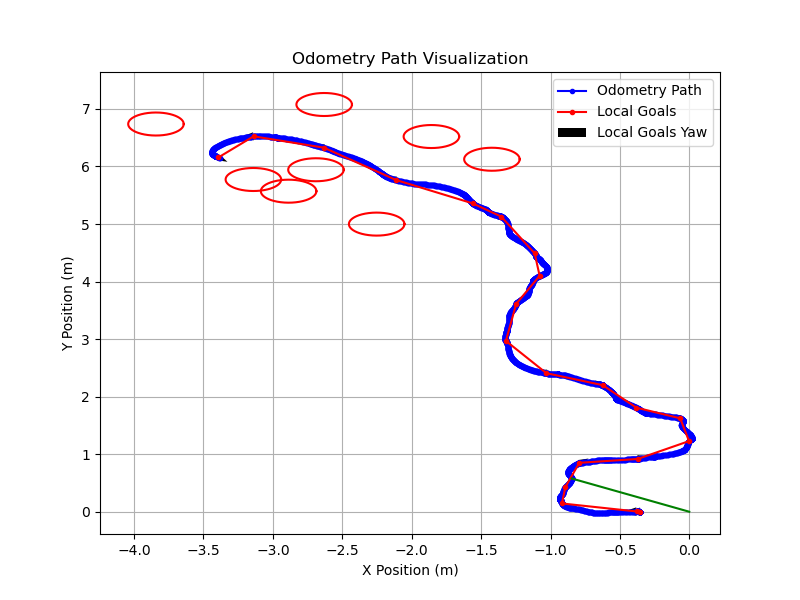 Odometry Path Visualization
Odometry Path
Local Goals
Local Goals Yaw
Y Position (m)
7
6
5
4
3
2
1
0
−4.0 −3.5 −3.0 −2.5 −2.0 −1.5 −1.0 −0.5 0.0
X Position (m)